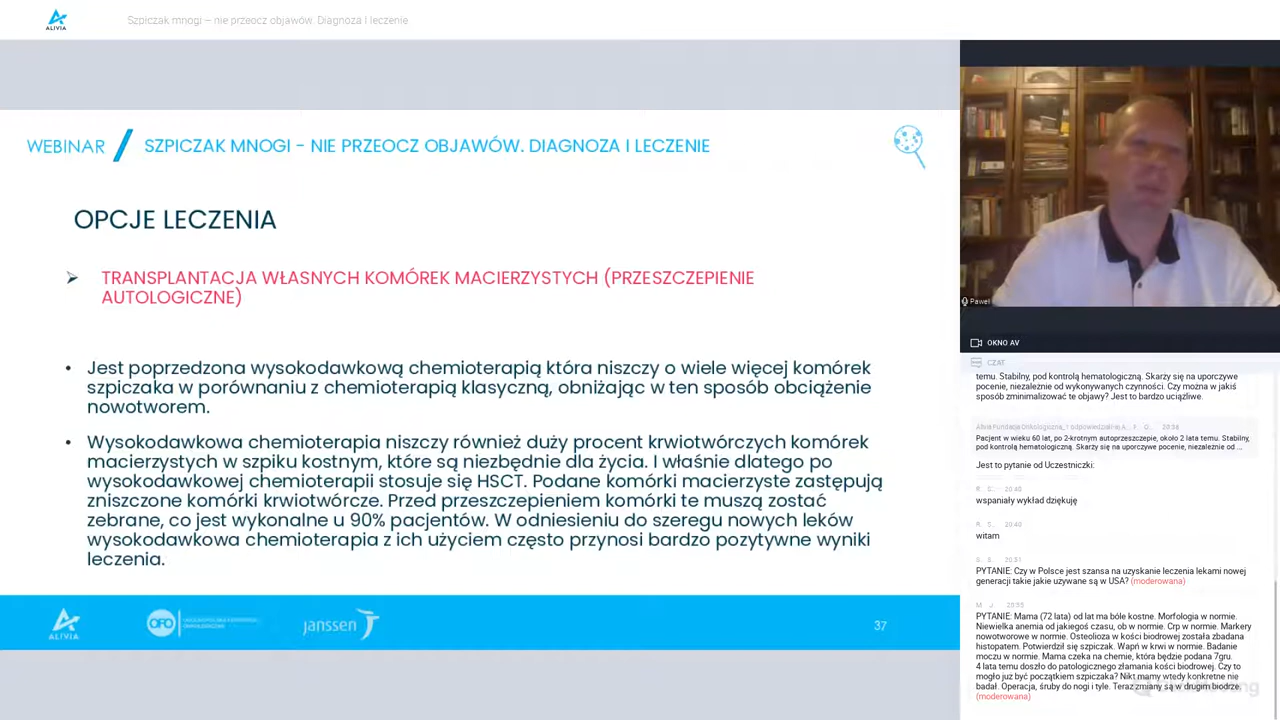 ALIVIA
Szpiczak mnogi – nie przeocz objawów. Diagnoza I leczenie
WEBINAR
SZPICZAK MNOGI - NIE PRZEOCZ OBJAWÓW. DIAGNOZA I LECZENIE
OPCJE LECZENIA
TRANSPLANTACJA WŁASNYCH KOMÓREK MACIERZYSTYCH (PRZESZCZEPIENIE
AUTOLOGICZNE)
Jest poprzedzona wysokodawkową chemioterapią która niszczy o wiele więcej komórek
szpiczaka w porównaniu z chemioterapią klasyczną, obniżając w ten sposób obciążenie
nowotworem.
Wysokodawkowa chemioterapia niszczy również duży procent krwiotwórczych komórek
macierzystych w szpiku kostnym, które są niezbędne dla życia. I właśnie dlatego po
wysokodawkowej chemioterapii stosuje się HSCT. Podane komórki macierzyste zastępują
zniszczone komórki krwiotwórcze. Przed przeszczepieniem komórki te muszą zostać
zebrane, co jest wykonalne u 90% pacjentów. W odniesieniu do szeregu nowych leków
wysokodawkowa chemioterapia z ich użyciem często przynosi bardzo pozytywne wyniki
leczenia.
ALIVIA
OFO
janssen
37
Paweł
OKNO AV
CZAT
temu. Stabilny, pod kontrolą hematologiczną. Skarży się na uporczywe
pocenie, niezależnie od wykonywanych czynności. Czy można w jakiś
sposób zminimalizować te objawy? Jest to bardzo uciążliwe.
Pacjent w wieku 60 lat, po 2-krotnym autoprzeszczepie, około 2 lata temu. Stabilny,
pod kontrolą hematologiczną. Skarży się na uporczywe pocenie, niezależnie od ...
Jest to pytanie od Uczestniczki:
20:40
wspaniały wykład dziękuję
20:49
witam
20:51
PYTANIE: Czy w Polsce jest szansa na uzyskanie leczenia lekami nowej
generacji takie jakie używane są w USA? (moderowana)
PYTANIE: Mama (72 lata) od lat ma bóle kostne. Morfologia w normie.
Niewielka anemia od jakiegoś czasu, ob w normie. Crp w normie. Markery
nowotworowe w normie. Osteolioza w kości biodrowej została zbadana
histopatem. Potwierdził się szpiczak. Wapń w krwi w normie. Badanie
moczu w normie. Mama czeka na chemie, która będzie podana 7gru.
4 lata temu doszło do patologicznego złamania kości biodrowej. Czy to
mogło już być początkiem szpiczaka? Nikt mamy wtedy konkretne nie
badał. Operacja, śruby do nogi i tyle. Teraz zmiany są w drugim biodrze.
(moderowana)